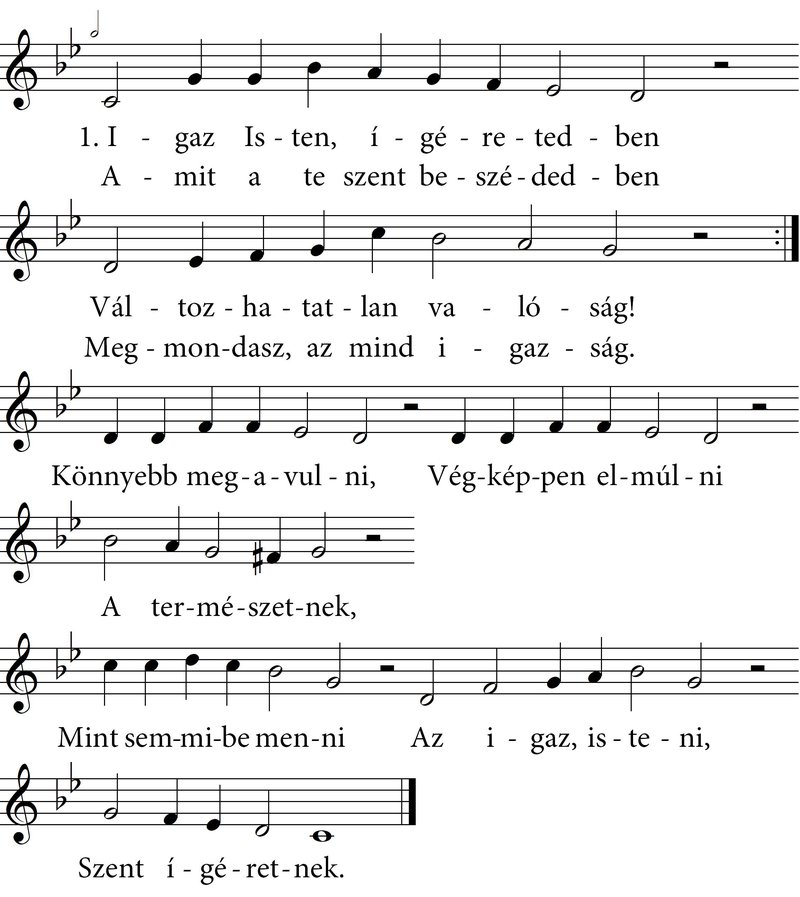 1. I - gaz Is - ten, í - gé - re - ted - ben
A - mit a te szent be - szé - ded - ben
Vál - toz - ha - tat - lan va - ló - ság!
Meg - mon-dasz, az mind i - gaz - ság.
Könnyebb meg-a-vul-ni, Vég-kép-pen el-múl-ni
A ter-mé-szet-nek,
Mint sem-mi-be men-ni Az i - gaz, is-te - ni,
Szent í - gé-ret-nek.